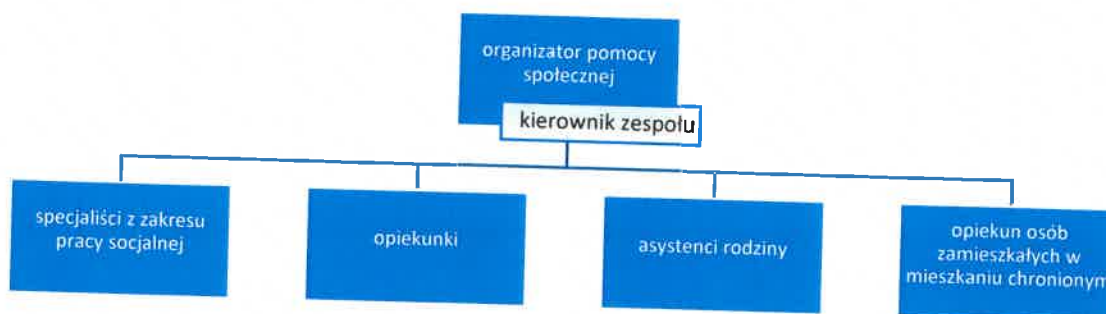 organizator pomocy
społecznej
kierownik zespołu
specjaliści z zakresu
pracy socjalnej
opiekunki
asystenci rodziny
opiekun osób
zamieszkałych w
mieszkaniu chronionym